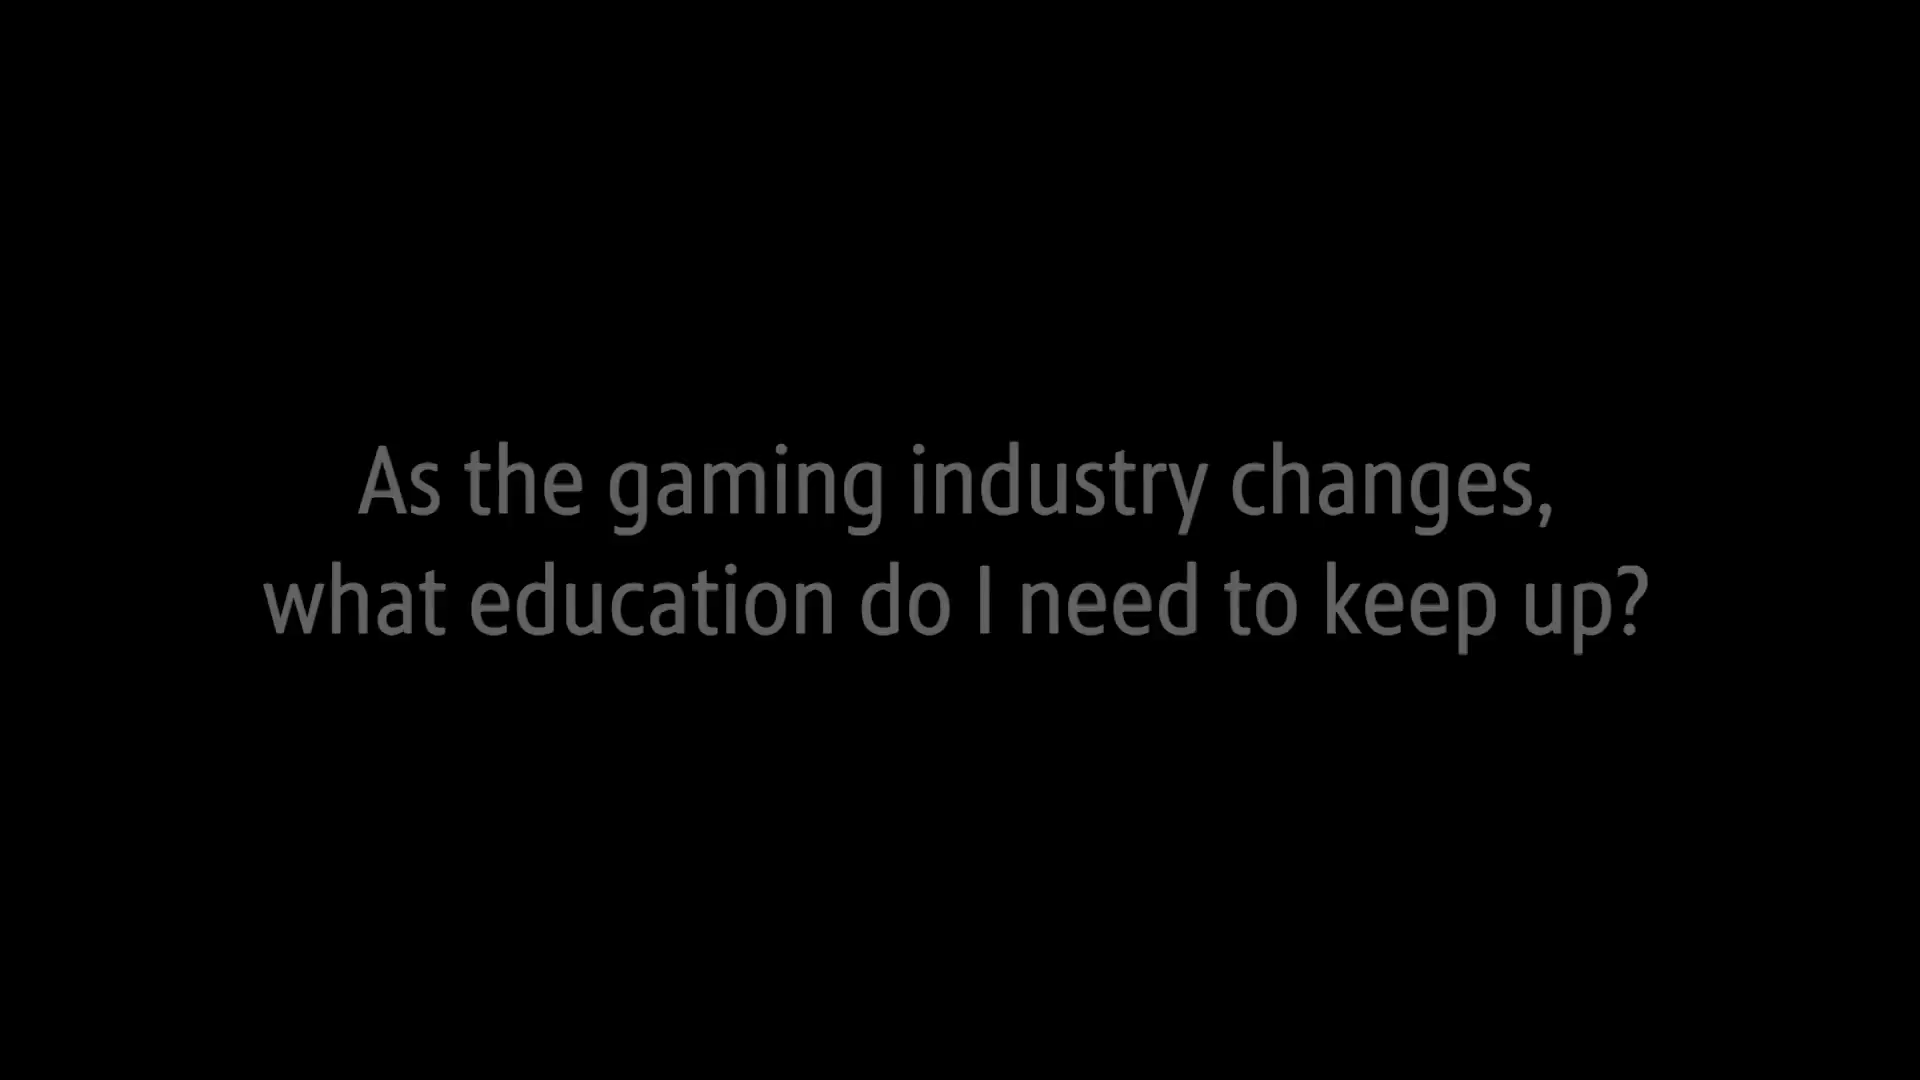 As the gaming industry changes,
what education do I need to keep up?